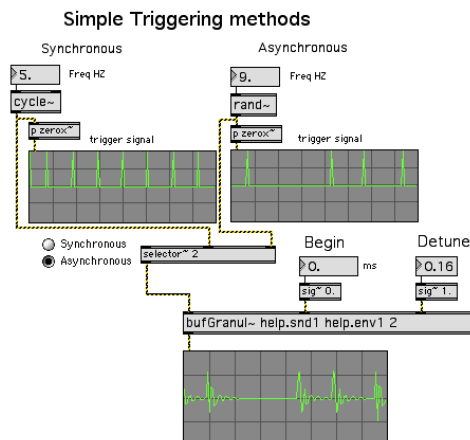 Simple Triggering methods
Synchronous
Asynchronous
5.
Freq HZ
9.
Freq HZ
cycle~
rand~
p zerox~
trigger signal
p zerox~
trigger signal
Synchronous
Asynchronous
selector~ 2
Begin
Detune
0.
ms
0.16
sig~ 0.
sig~ 1.
bufGranul~ help.snd1 help.env1 2